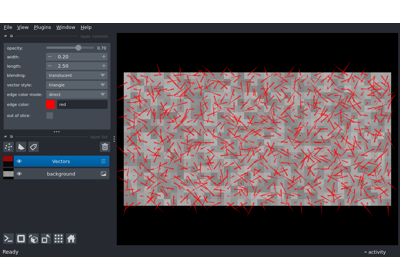 File View Plugins Window Help
opacity: 0.70
width: 0.20
length: 2.50
blending: translucent
vector style: triangle
edge color mode: direct
edge color: red
out of slice:
Vectors
background
Ready
activity